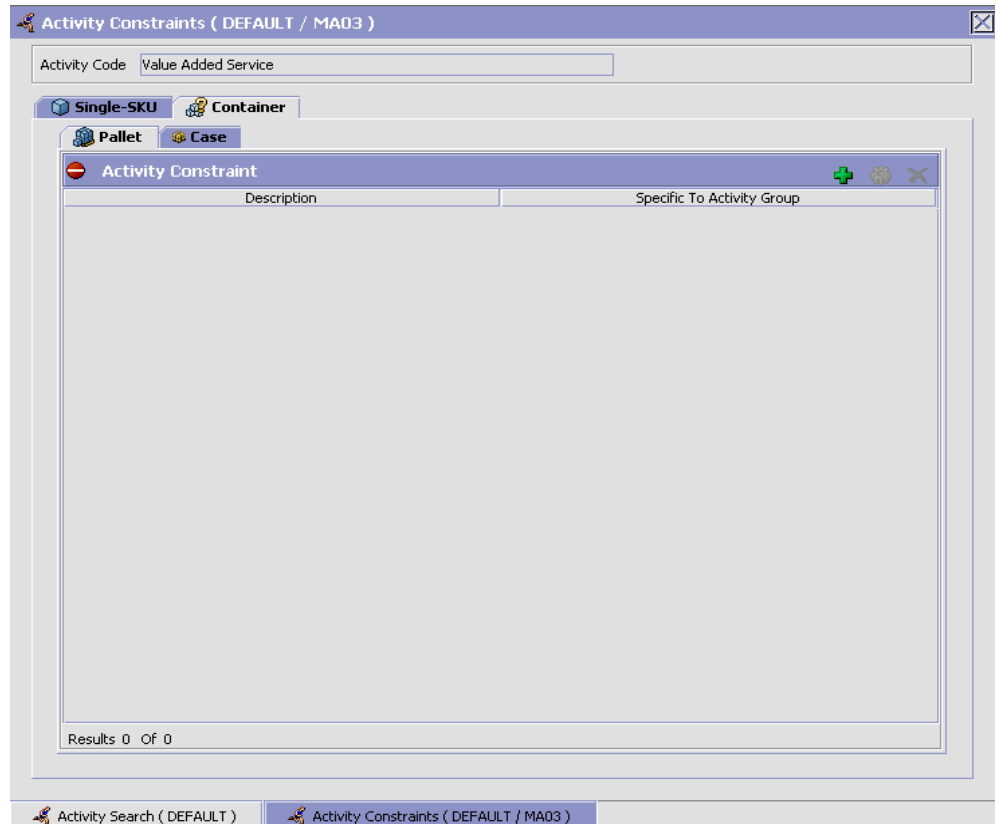 Activity Constraints ( DEFAULT / MA03 )
Activity Code Value Added Service
Single-SKU Container
Pallet Case
Activity Constraint
Description Specific To Activity Group
Results 0 Of 0
Activity Search ( DEFAULT ) Activity Constraints ( DEFAULT / MA03 )